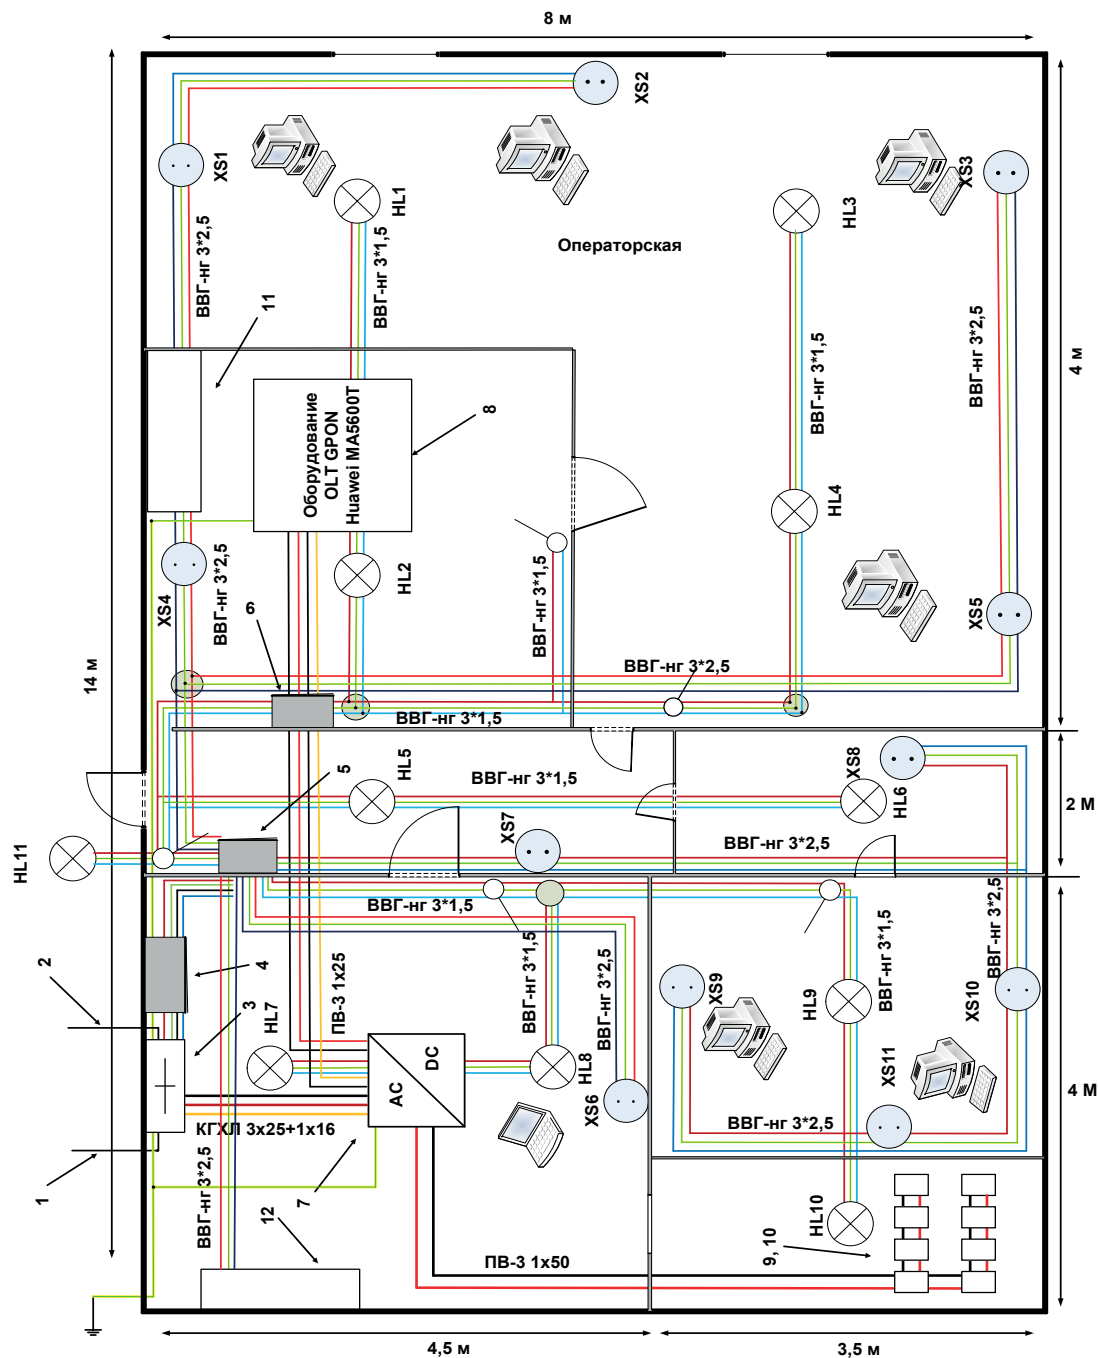 8 м
XS2
XS1
XS3
HL1
HL3
Операторская
ВВГ-нг 3*2,5
ВВГ-нг 3*1,5
11
ВВГ-нг 3*1,5
ВВГ-нг 3*2,5
4 м
8
Оборудование
OLT GPON
Huawei MA5600T
HL4
XS4
ВВГ-нг 3*2,5
HL2
ВВГ-нг 3*1,5
XS5
6
14 м
ВВГ-нг 3*2,5
ВВГ-нг 3*1,5
5
HL5
ВВГ-нг 3*1,5
XS8
HL6
2 М
HL11
XS7
ВВГ-нг 3*2,5
ВВГ-нг 3*1,5
2
4
3
HL7
ПВ-3 1x25
ВВГ-нг 3*1,5
ВВГ-нг 3*2,5
XS9
HL9
ВВГ-нг 3*1,5
ВВГ-нг 3*2,5
XS10
AC
DC
HL8
XS6
XS11
4 М
КГХЛ 3x25+1x16
ВВГ-нг 3*2,5
ВВГ-нг 3*2,5
1
7
12
HL10
9, 10
ПВ-3 1x50
4,5 м
3,5 м